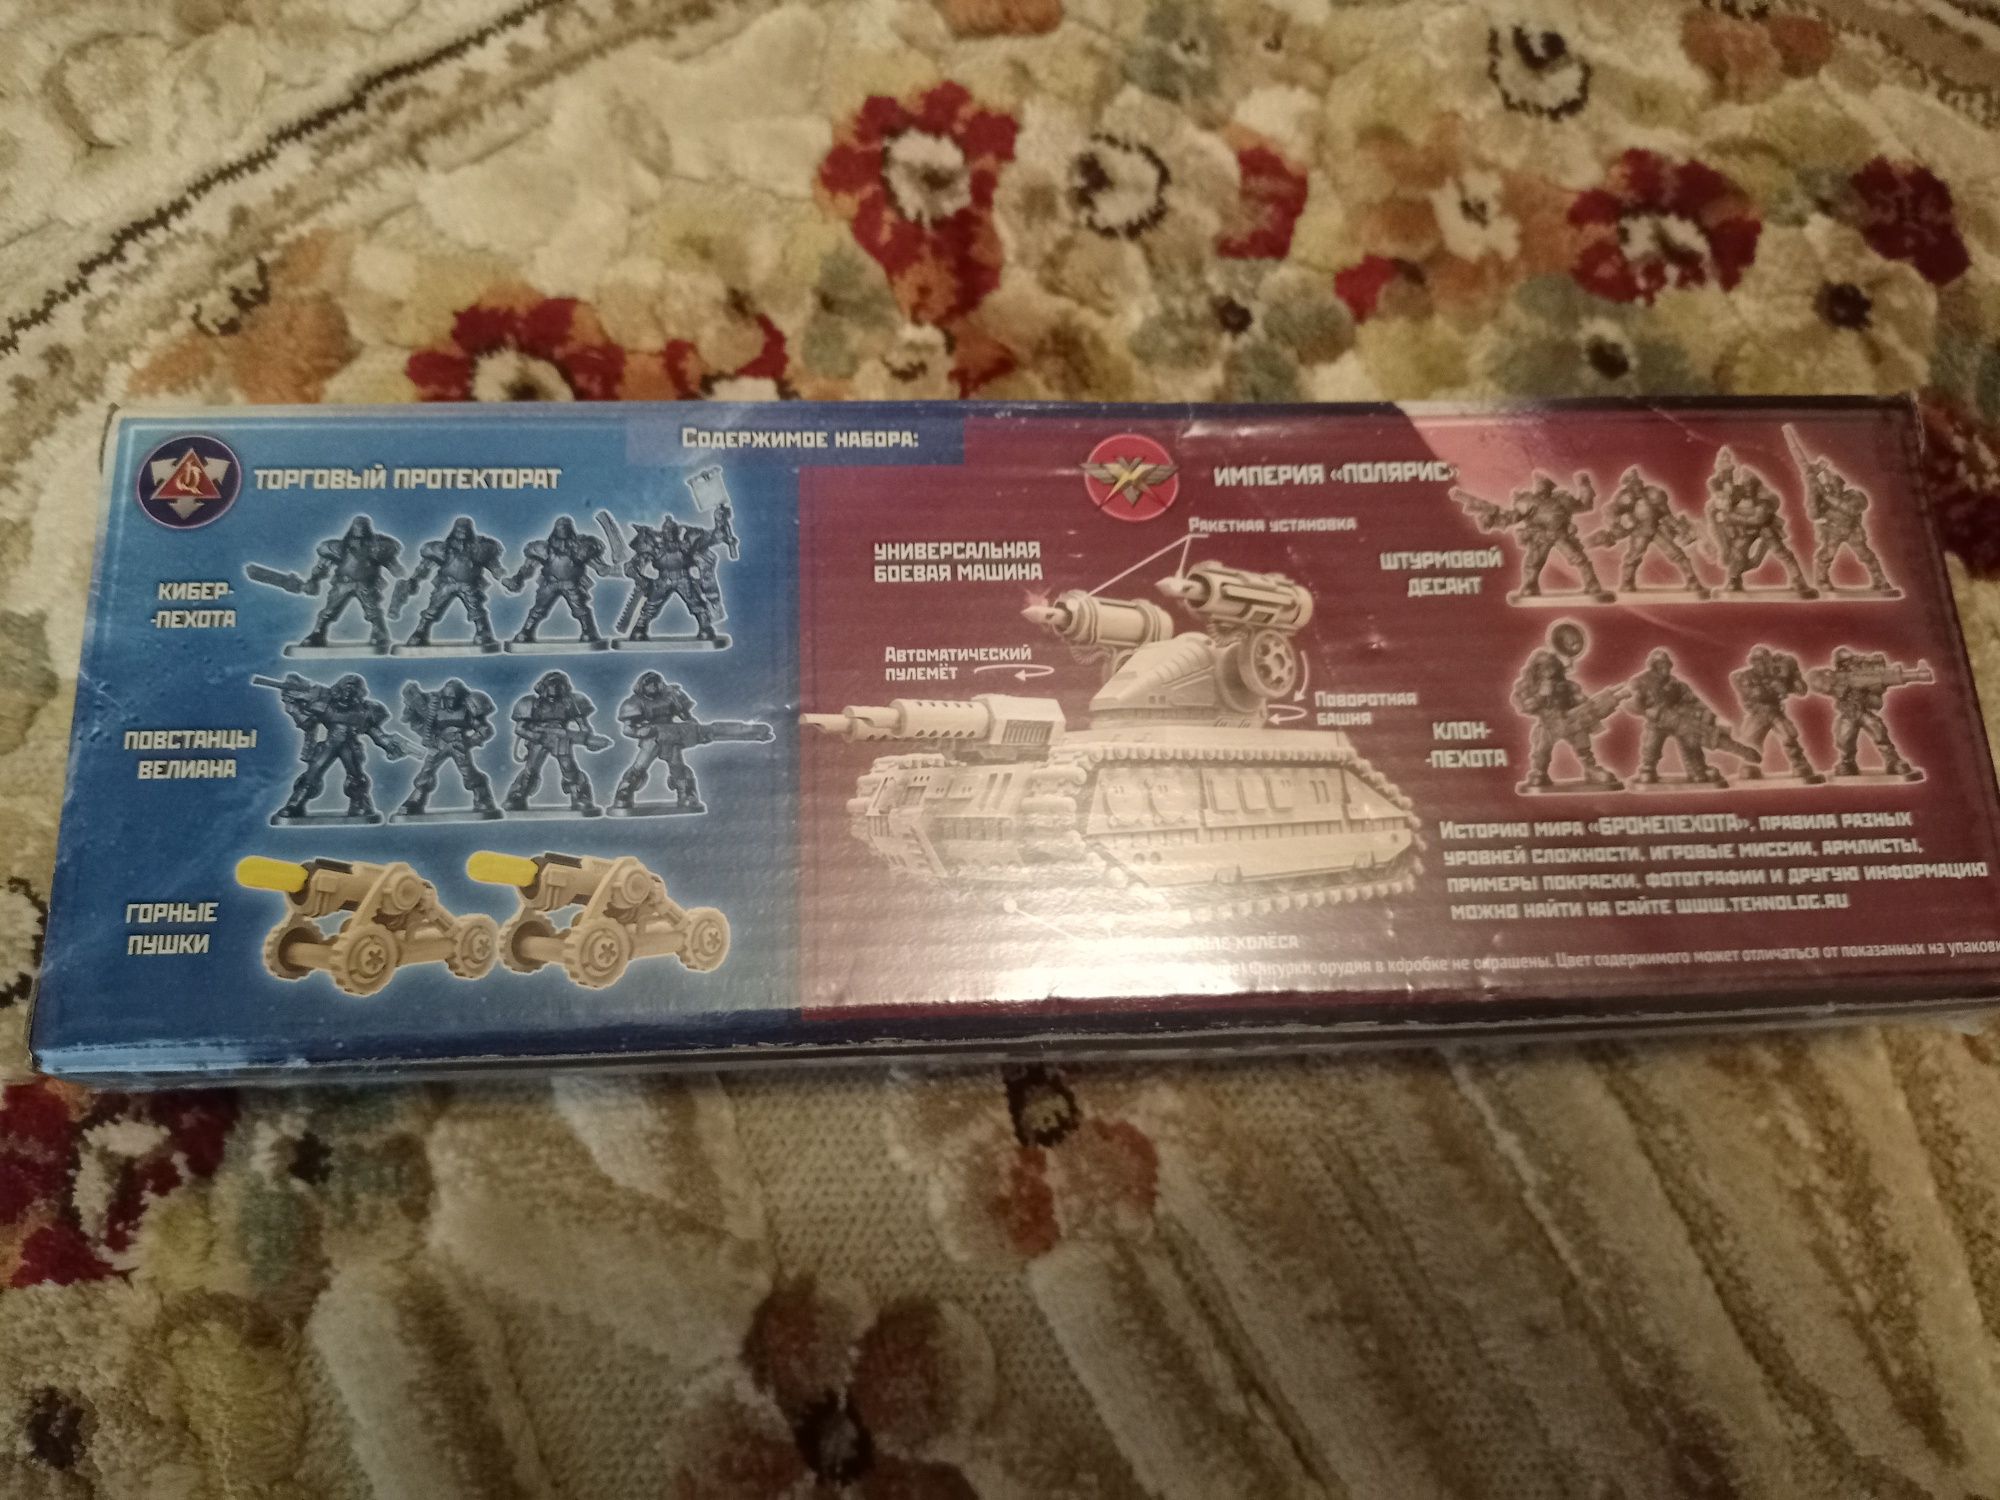 Содержимое набора:
ТОРГОВЫЙ ПРОТЕКТОРАТ
КИБЕР-
-ПЕХОТА
ПОВСТАНЦЫ
ВЕЛИАНА
ГОРНЫЕ
ПУШКИ
ИМПЕРИЯ «ПОЛЯРИС»
УНИВЕРСАЛЬНАЯ
БОЕВАЯ МАШИНА
Ракетная установка
Автоматический
пулемёт
Поворотная
башня
колёса
ШТУРМОВОЙ
ДЕСАНТ
КЛОН-
-ПЕХОТА
Историю мира «БРОНЕПЕХОТА», правила разных
уровней сложности, игровые миссии, армлисты,
примеры покраски, фотографии и другую информацию
можно найти на сайте WWW.TEHNOLOG.RU
Фигурки, орудия в коробке не окрашены. Цвет содержимого может отличаться от показанных на